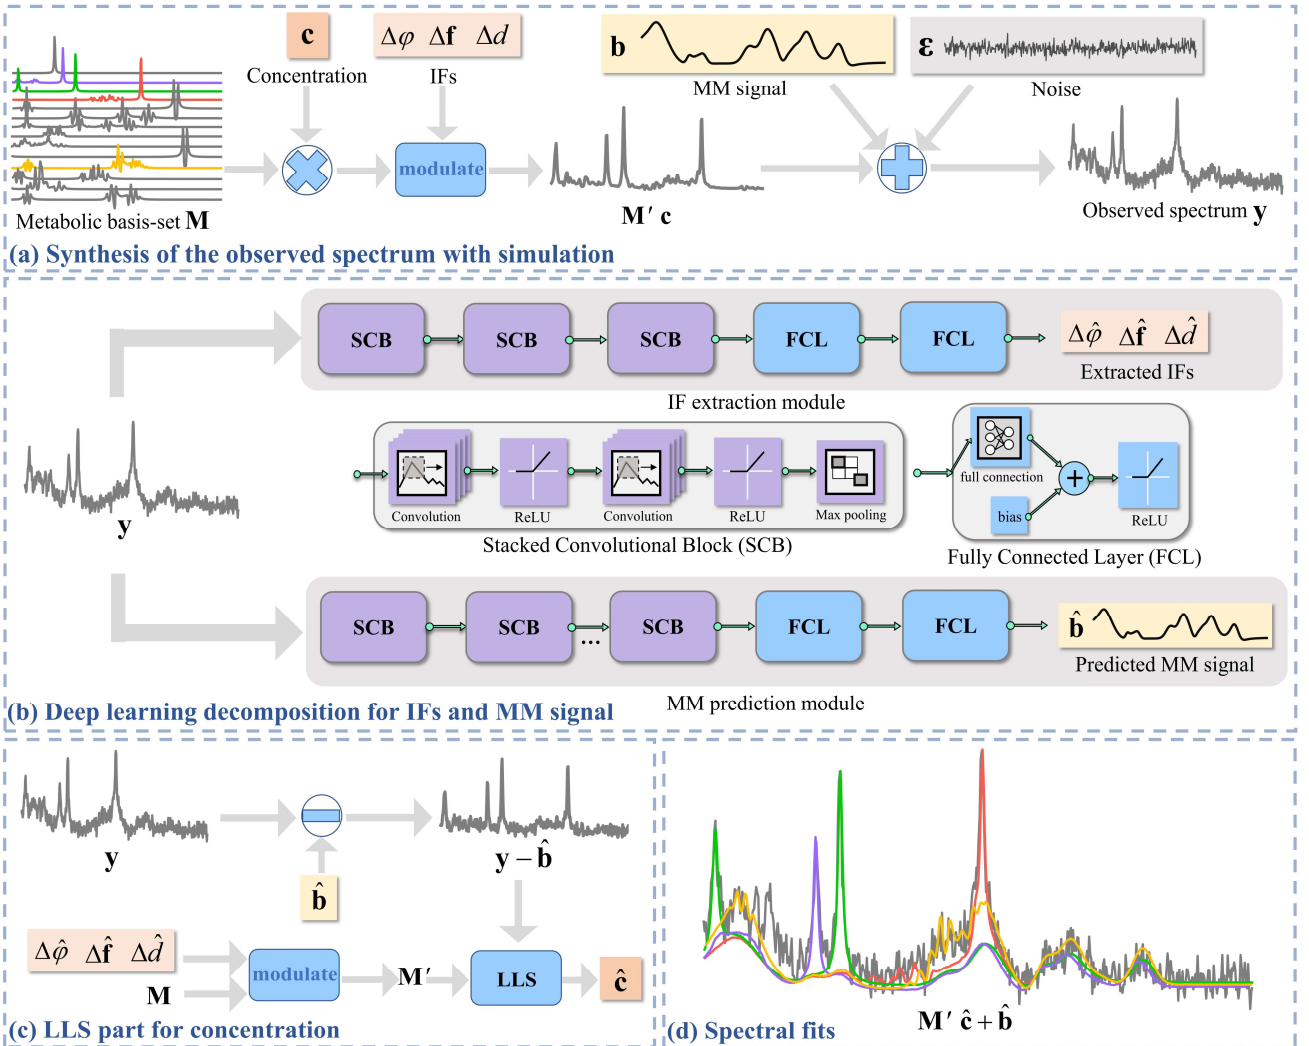 c
Δφ Δf Δd
b
ε
Concentration
IFs
MM signal
Noise
modulate
Metabolic basis-set M
M′ c
Observed spectrum y
(a) Synthesis of the observed spectrum with simulation
SCB
SCB
SCB
FCL
FCL
Δφ̂ Δf̂ Δd̂
Extracted IFs
IF extraction module
y
Convolution
ReLU
Convolution
ReLU
Max pooling
Stacked Convolutional Block (SCB)
full connection
bias
+
ReLU
Fully Connected Layer (FCL)
SCB
SCB
...
SCB
FCL
FCL
b̂
Predicted MM signal
MM prediction module
(b) Deep learning decomposition for IFs and MM signal
y
y − b̂
b̂
Δφ̂ Δf̂ Δd̂
M
modulate
M′
LLS
ĉ
(c) LLS part for concentration
M′ ĉ + b̂
(d) Spectral fits